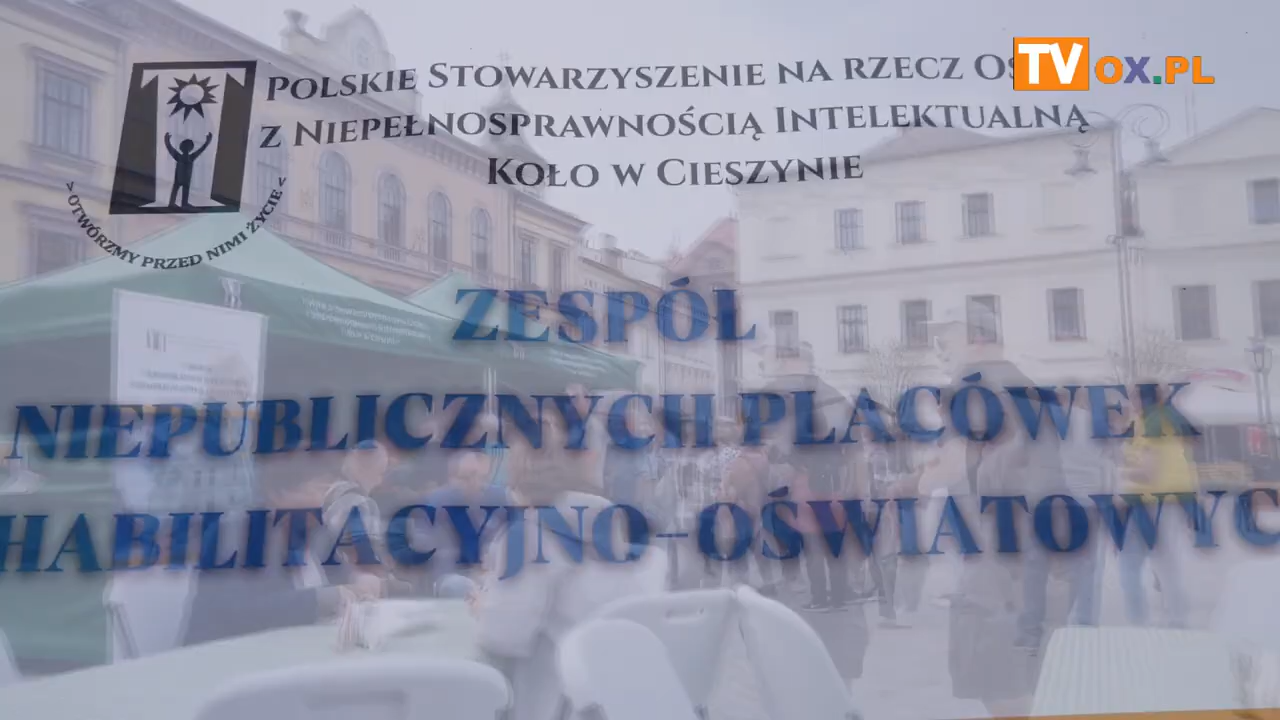 TVOX.PL
POLSKIE STOWARZYSZENIE NA RZECZ
Z NIEPEŁNOSPRAWNOŚCIĄ INTELEKTUALNĄ
KOŁO W CIESZYNIE
OTWÓRZMY PRZED NIMI ŻYCIE
ZESPÓŁ
NIEPUBLICZNYCH PLACÓWEK
HABILITACYJNO-OŚWIATOWYC